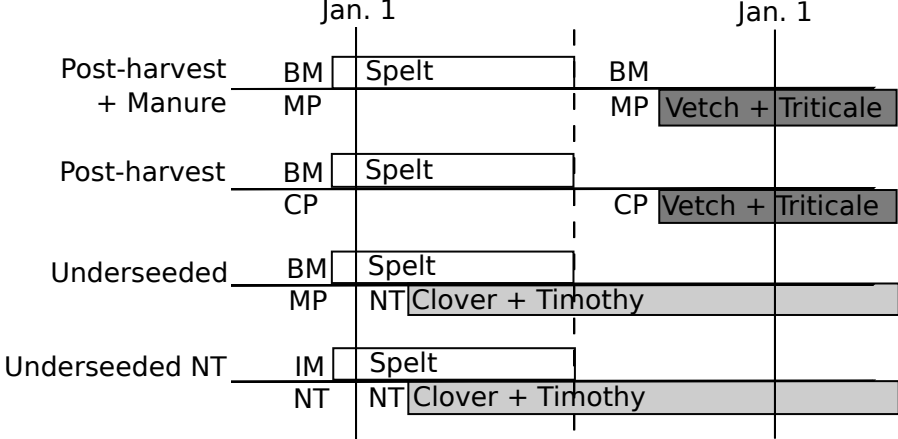 Jan. 1 Jan. 1
Post-harvest BM Spelt BM
+ Manure MP MP Vetch + Triticale
Post-harvest BM Spelt
CP CP Vetch + Triticale
Underseeded BM Spelt
MP NT Clover + Timothy
Underseeded NT IM Spelt
NT NT Clover + Timothy